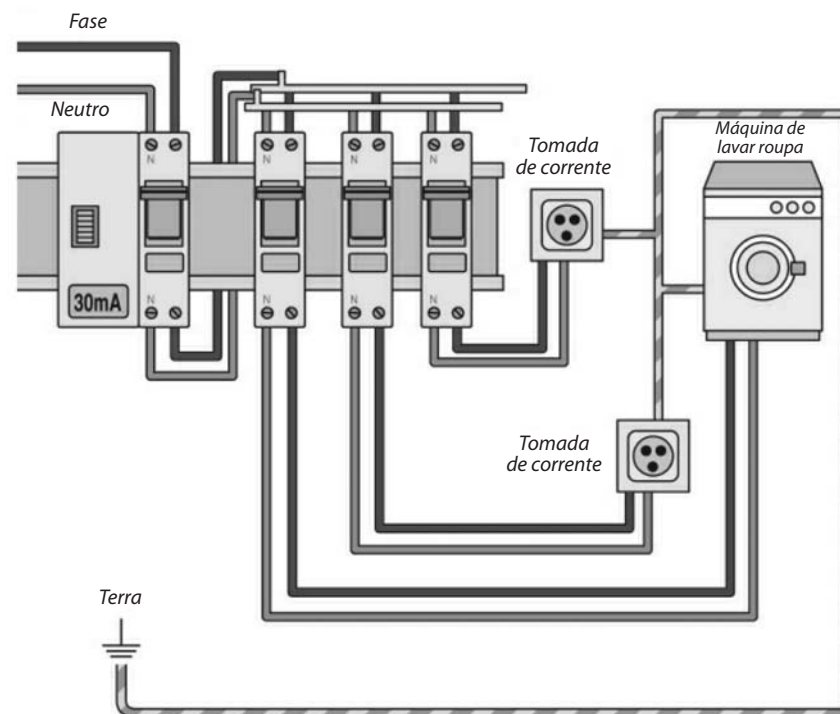 Fase
Neutro
Tomada
de corrente
Máquina de
lavar roupa
N
N
N
N
30mA
N
N
N
N
Tomada
de corrente
Terra